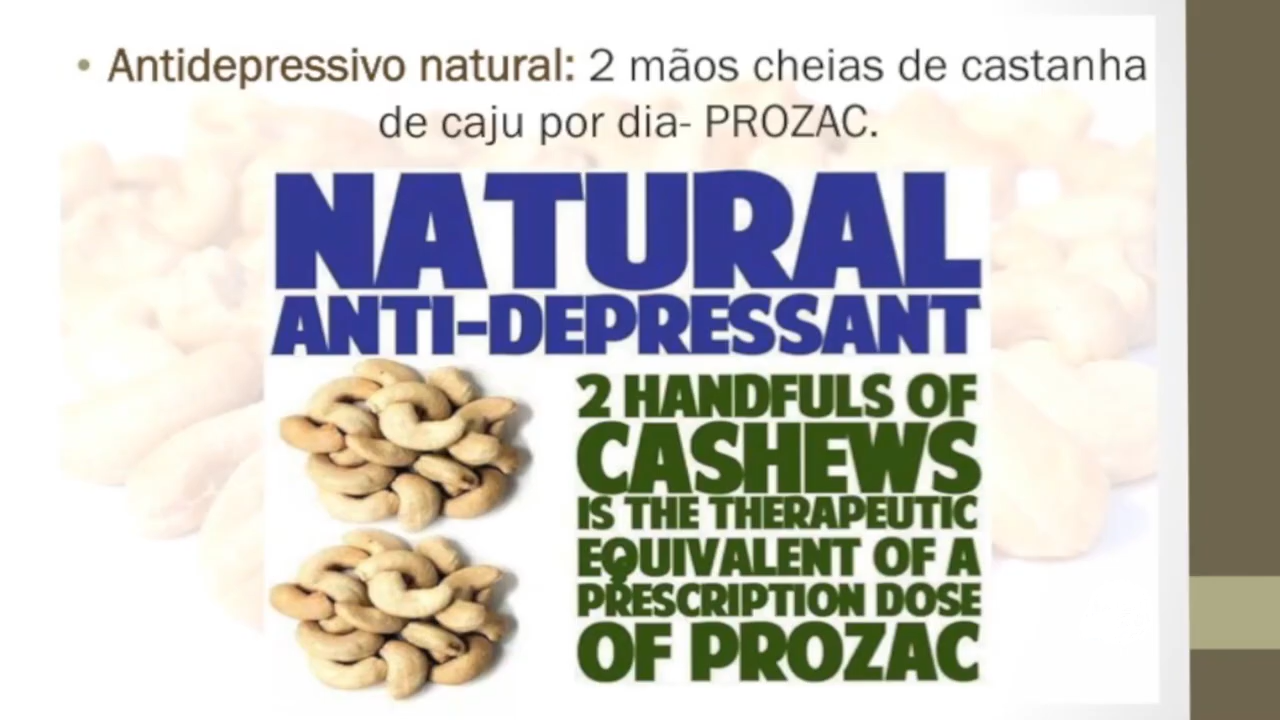 • Antidepressivo natural: 2 mãos cheias de castanha
de caju por dia- PROZAC.
NATURAL
ANTI-DEPRESSANT
2 HANDFULS OF
CASHEWS
IS THE THERAPEUTIC
EQUIVALENT OF A
PRESCRIPTION DOSE
OF PROZAC